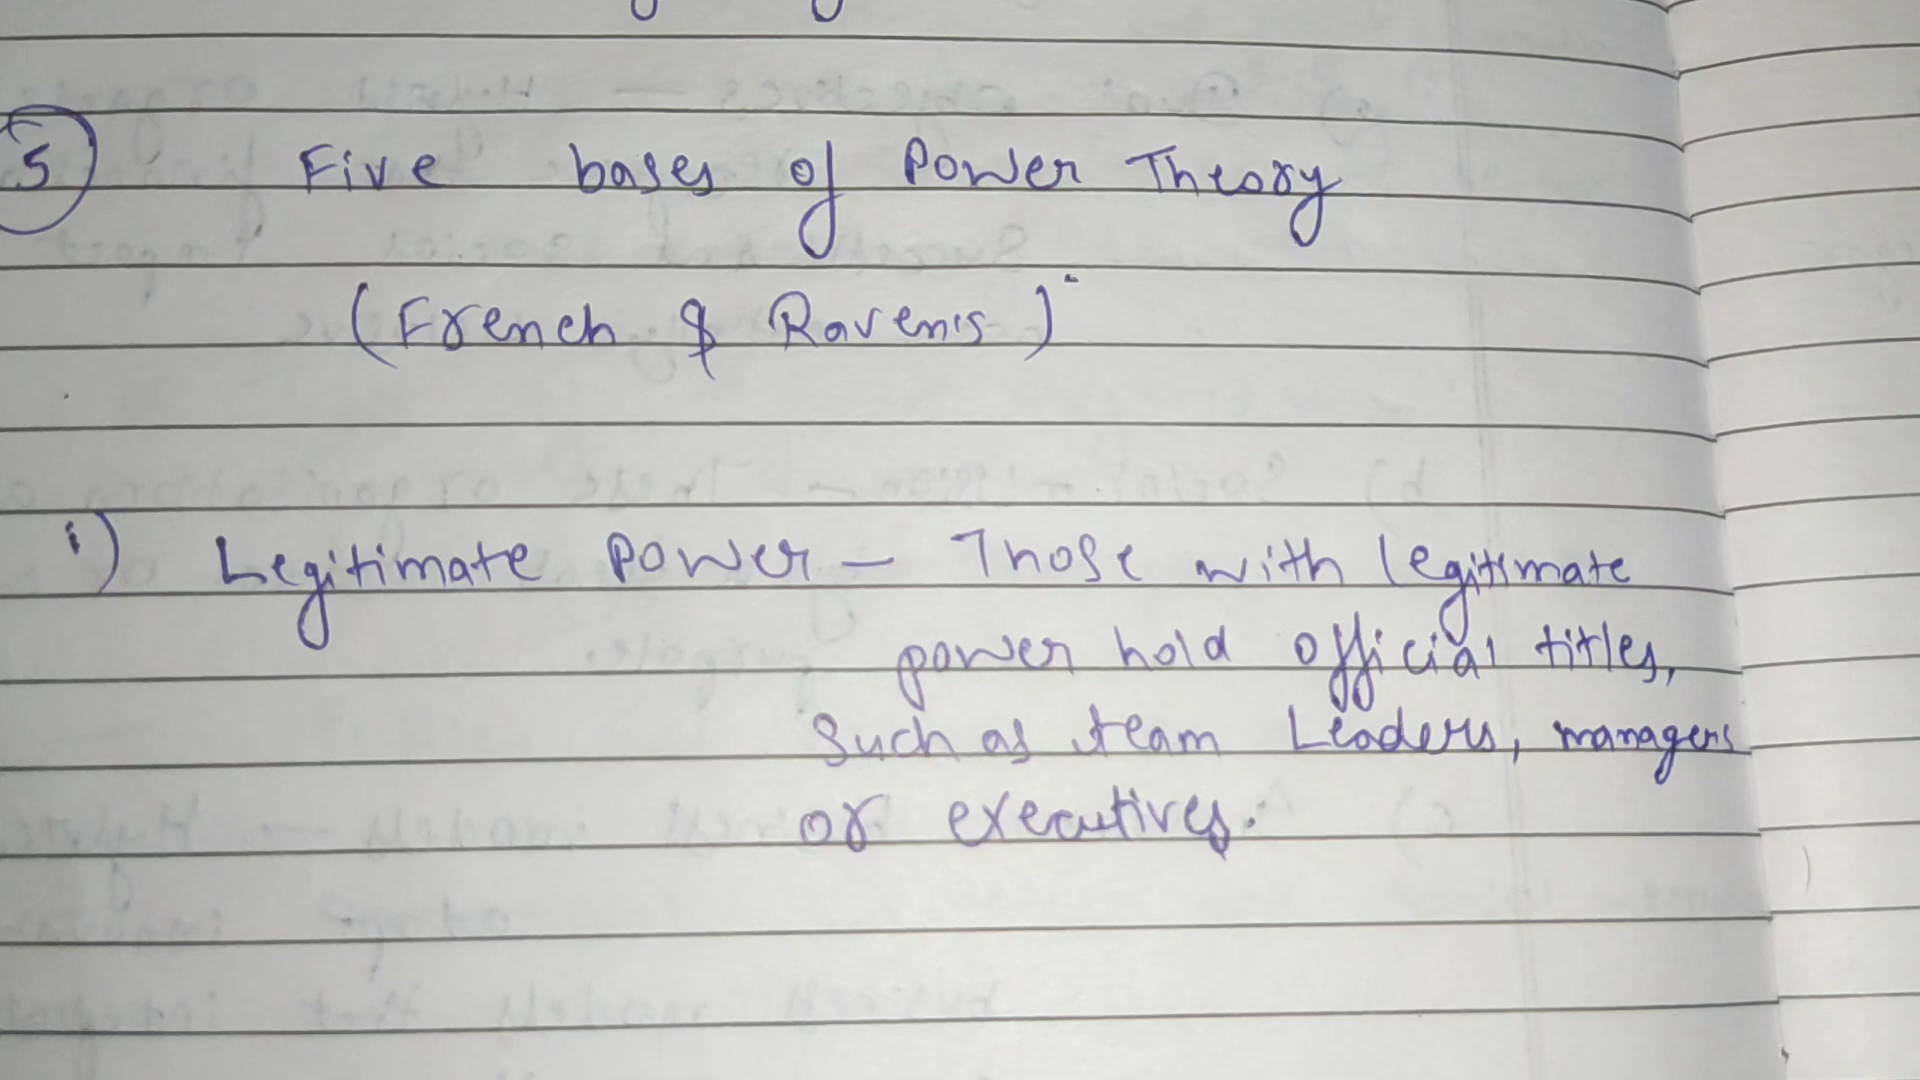 5 Five bases of Power Theory
(French & Raven's)
i) Legitimate power - Those with legitimate
power hold official titles,
Such as team Leaders, managers
or executives.